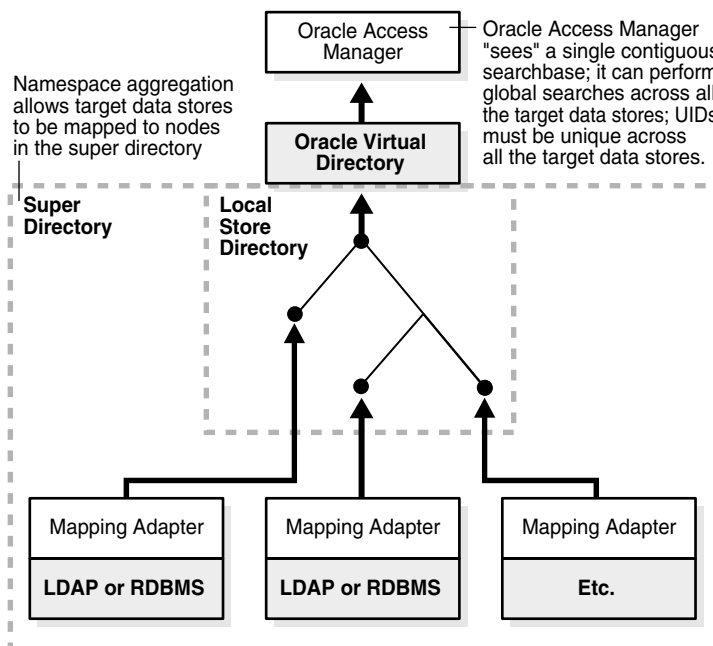 Oracle Access
Manager
Oracle Access Manager
"sees" a single contiguous
searchbase; it can perform
global searches across all
the target data stores; UIDs
must be unique across
all the target data stores.
Namespace aggregation
allows target data stores
to be mapped to nodes
in the super directory
Oracle Virtual
Directory
Super
Directory
Local
Store
Directory
Mapping Adapter
LDAP or RDBMS
Mapping Adapter
LDAP or RDBMS
Mapping Adapter
Etc.